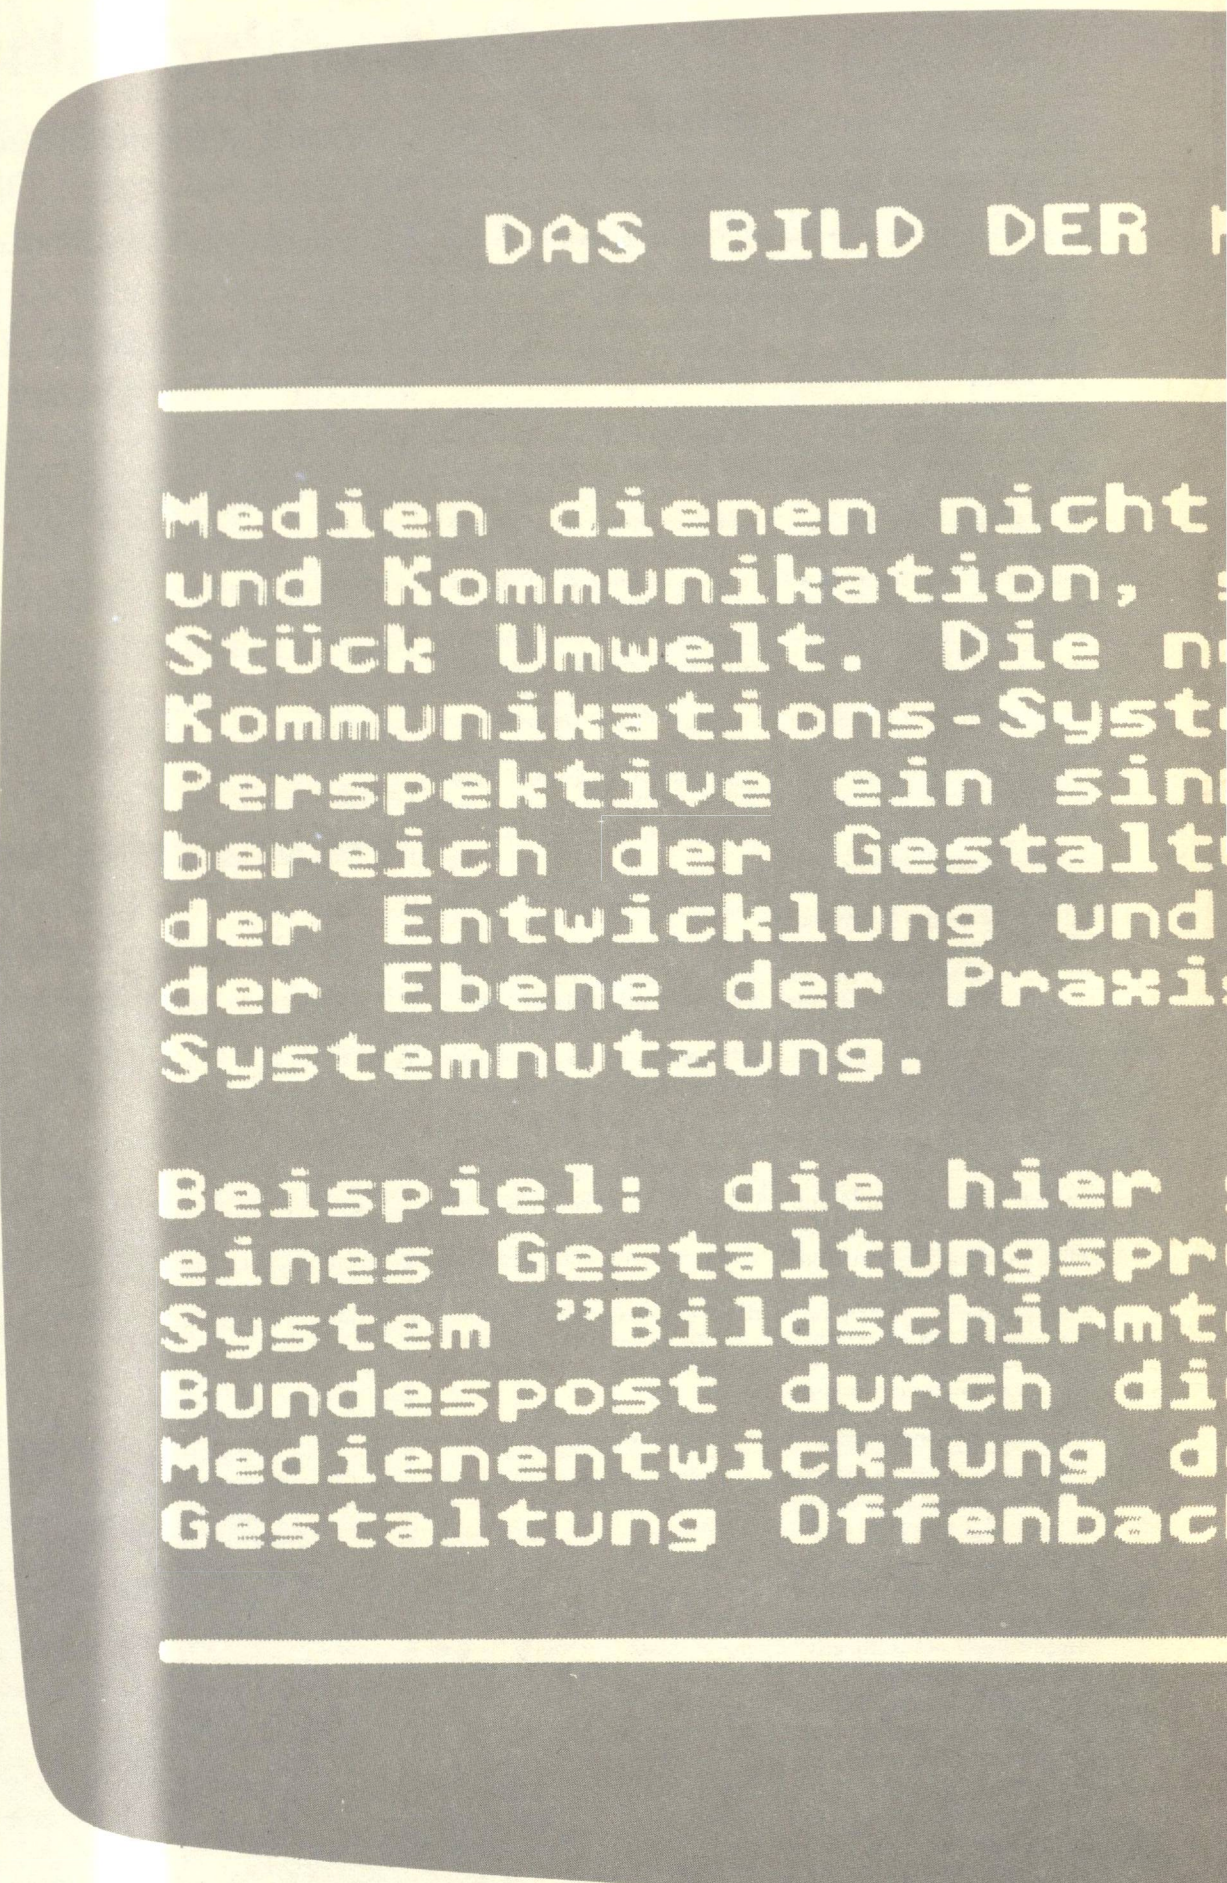 DAS BILD DER
Medien dienen nicht
und Kommunikation,
Stück Umwelt. Die
Kommunikations-Syst
Perspektive ein sin
bereich der Gestalt
der Entwicklung und
der Ebene der Praxi
Systemnutzung.
Beispiel: die hier
eines Gestaltungspr
System ”Bildschirmt
Bundespost durch di
Medienentwicklung d
Gestaltung Offenbac